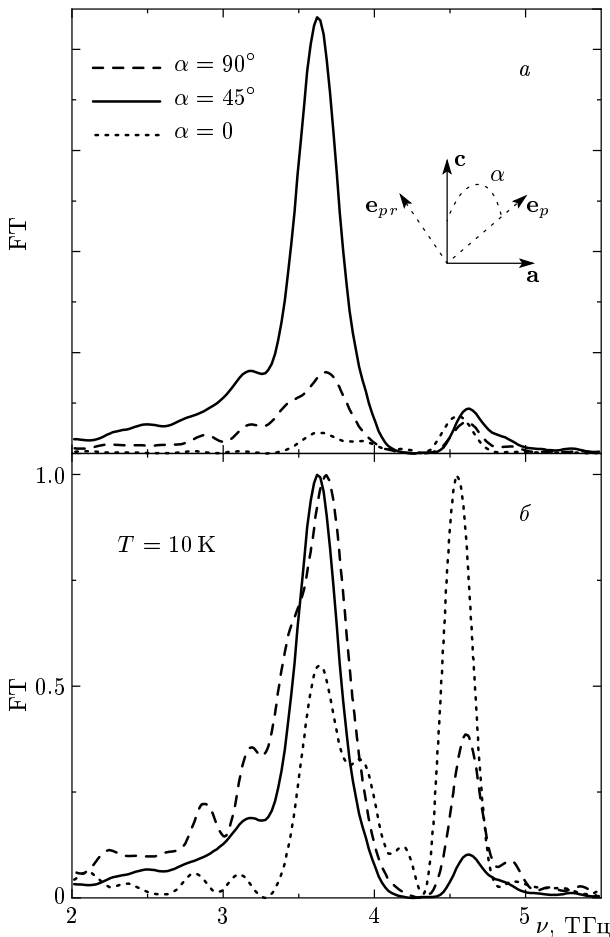 α = 90°
α = 45°
α = 0
а
c
α
e_pr
e_p
a
FT
1.0
б
T = 10 K
0.5
FT
0
2
3
4
5
ν, ТГц